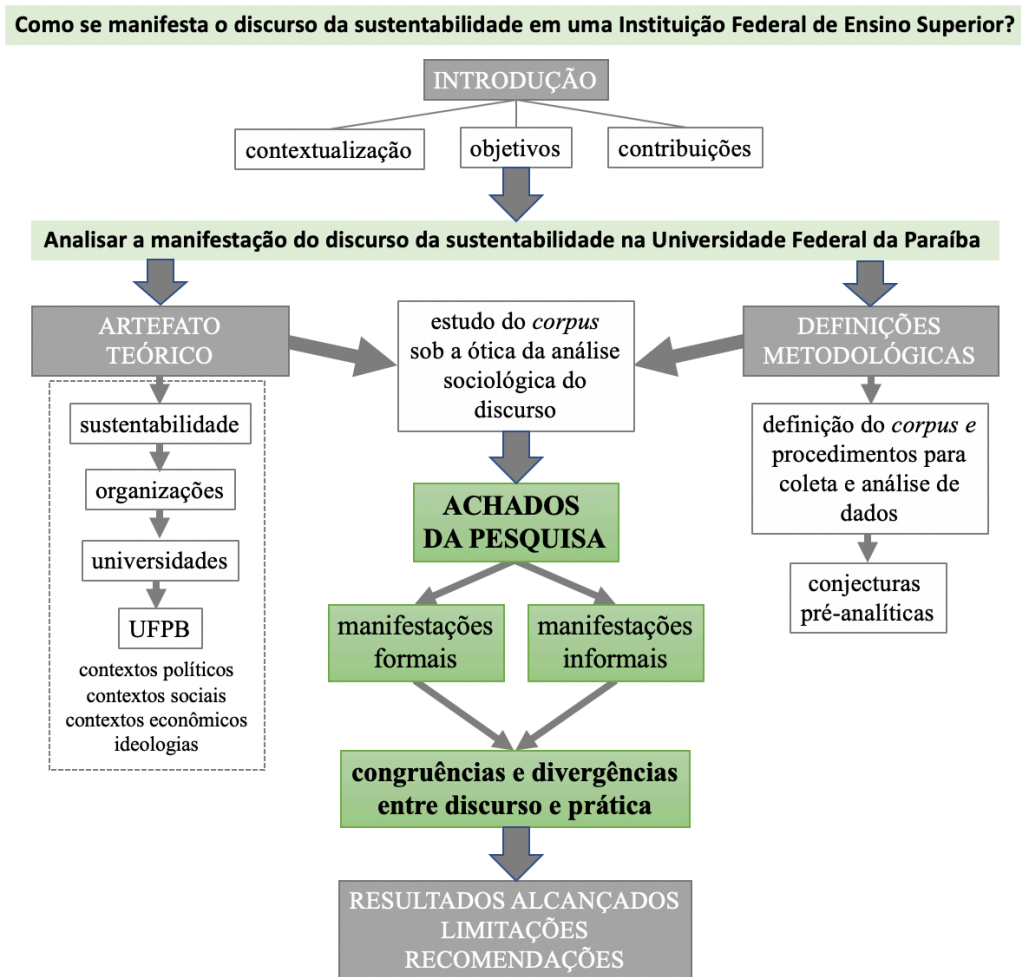 Como se manifesta o discurso da sustentabilidade em uma Instituição Federal de Ensino Superior?
INTRODUÇÃO
contextualização
objetivos
contribuições
Analisar a manifestação do discurso da sustentabilidade na Universidade Federal da Paraíba
ARTEFATO
TEÓRICO
sustentabilidade
organizações
universidades
UFPB
contextos políticos
contextos sociais
contextos econômicos
ideologias
estudo do corpus
sob a ótica da análise
sociológica do
discurso
DEFINIÇÕES
METODOLÓGICAS
definição do corpus e
procedimentos para
coleta e análise de
dados
conjecturas
pré-analíticas
ACHADOS
DA PESQUISA
manifestações
formais
manifestações
informais
congruências e divergências
entre discurso e prática
RESULTADOS ALCANÇADOS
LIMITAÇÕES
RECOMENDAÇÕES